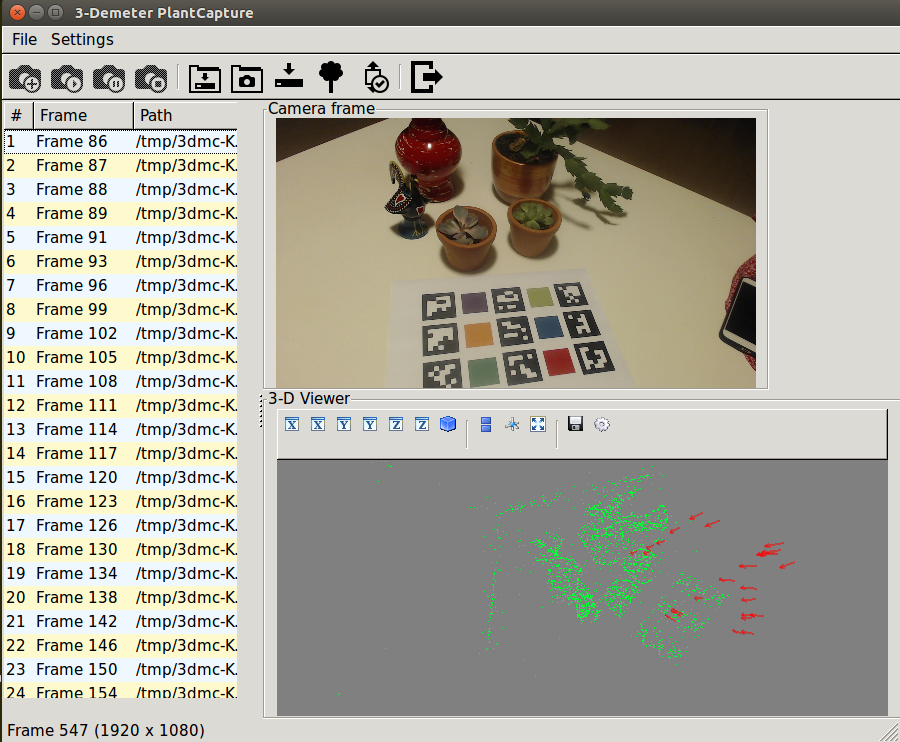 3-Demeter PlantCapture
File Settings
# Frame Path
1 Frame 86 /tmp/3dmc-K.
2 Frame 87 /tmp/3dmc-K.
3 Frame 88 /tmp/3dmc-K.
4 Frame 89 /tmp/3dmc-K.
5 Frame 91 /tmp/3dmc-K.
6 Frame 93 /tmp/3dmc-K.
7 Frame 96 /tmp/3dmc-K.
8 Frame 99 /tmp/3dmc-K.
9 Frame 102 /tmp/3dmc-K.
10 Frame 105 /tmp/3dmc-K.
11 Frame 108 /tmp/3dmc-K.
12 Frame 111 /tmp/3dmc-K.
13 Frame 114 /tmp/3dmc-K.
14 Frame 117 /tmp/3dmc-K.
15 Frame 120 /tmp/3dmc-K.
16 Frame 123 /tmp/3dmc-K.
17 Frame 126 /tmp/3dmc-K.
18 Frame 130 /tmp/3dmc-K.
19 Frame 134 /tmp/3dmc-K.
20 Frame 138 /tmp/3dmc-K.
21 Frame 142 /tmp/3dmc-K.
22 Frame 146 /tmp/3dmc-K.
23 Frame 150 /tmp/3dmc-K.
24 Frame 154 /tmp/3dmc-K.
Camera frame
3-D Viewer
X X Y Y Z Z
Frame 547 (1920 x 1080)